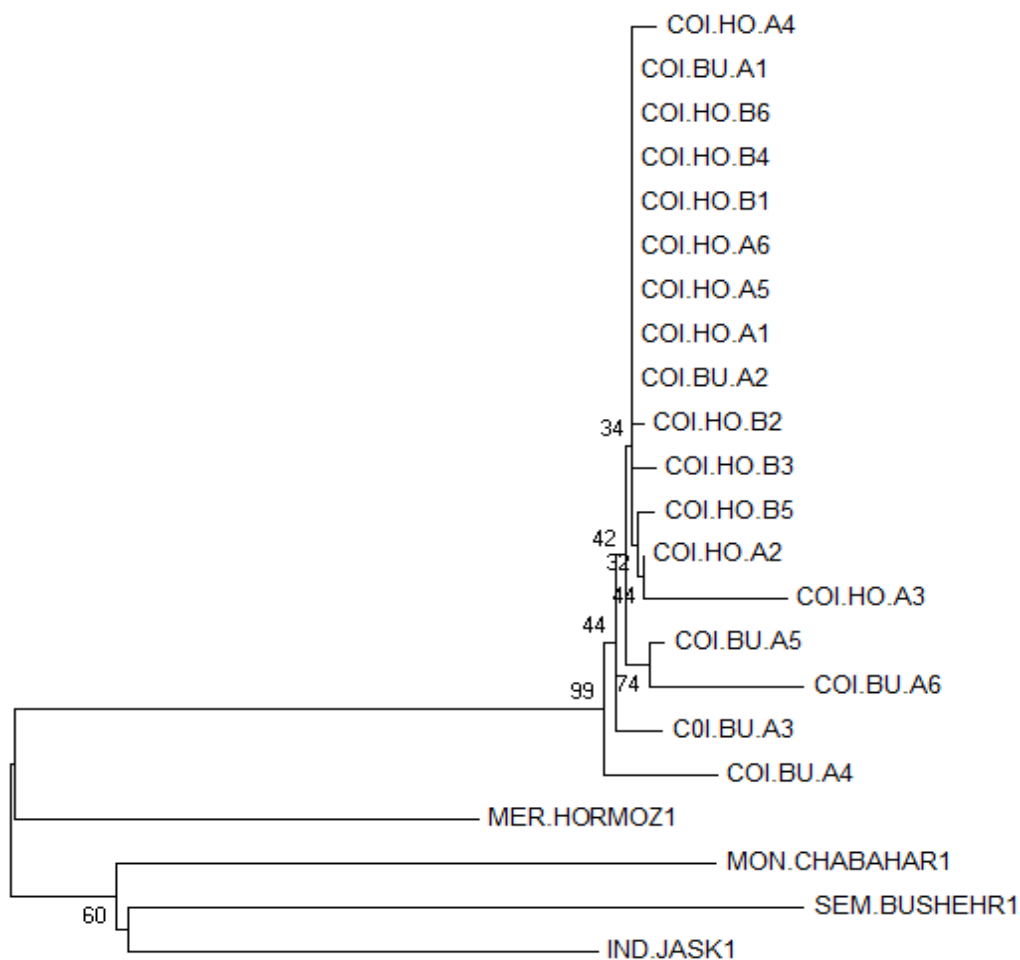 COI.HO.A4
COI.BU.A1
COI.HO.B6
COI.HO.B4
COI.HO.B1
COI.HO.A6
COI.HO.A5
COI.HO.A1
COI.BU.A2
34
COI.HO.B2
COI.HO.B3
COI.HO.B5
42
32
COI.HO.A2
44
COI.HO.A3
44
COI.BU.A5
74
COI.BU.A6
99
C0I.BU.A3
COI.BU.A4
MER.HORMOZ1
MON.CHABAHAR1
60
SEM.BUSHEHR1
IND.JASK1